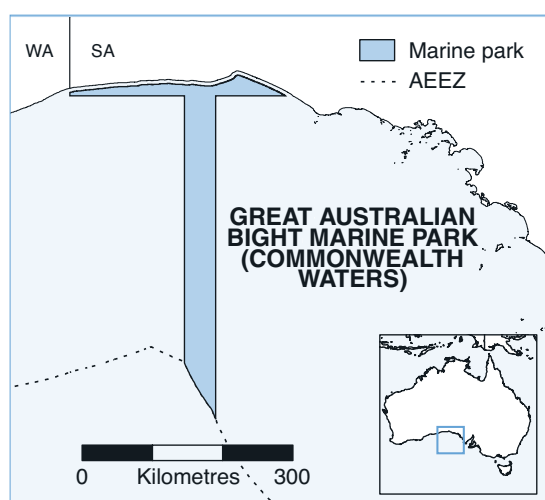 WA SA
Marine park
AEEZ
GREAT AUSTRALIAN
BIGHT MARINE PARK
(COMMONWEALTH
WATERS)
0 Kilometres 300